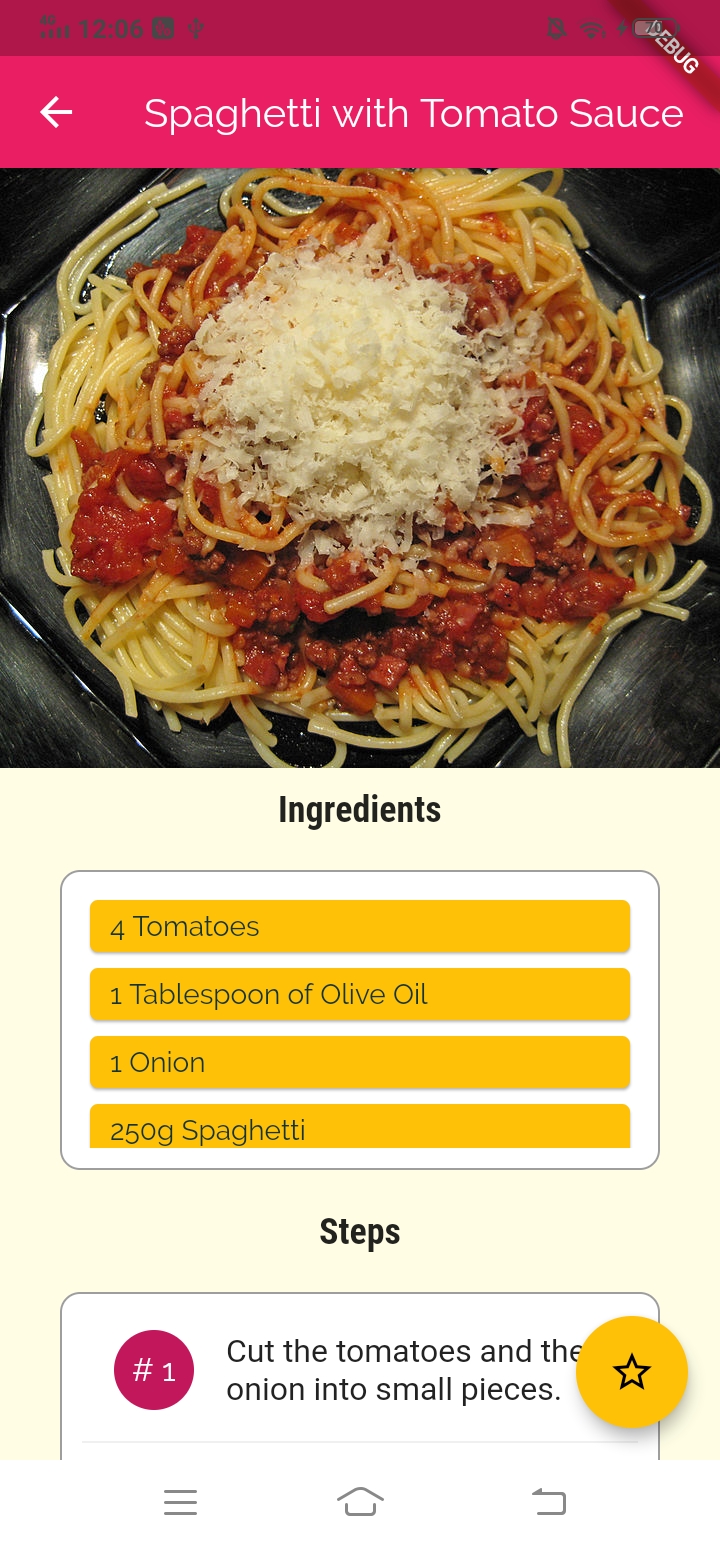 12:06
DEBUG
Spaghetti with Tomato Sauce
Ingredients
4 Tomatoes
1 Tablespoon of Olive Oil
1 Onion
250g Spaghetti
Steps
# 1
Cut the tomatoes and the
onion into small pieces.